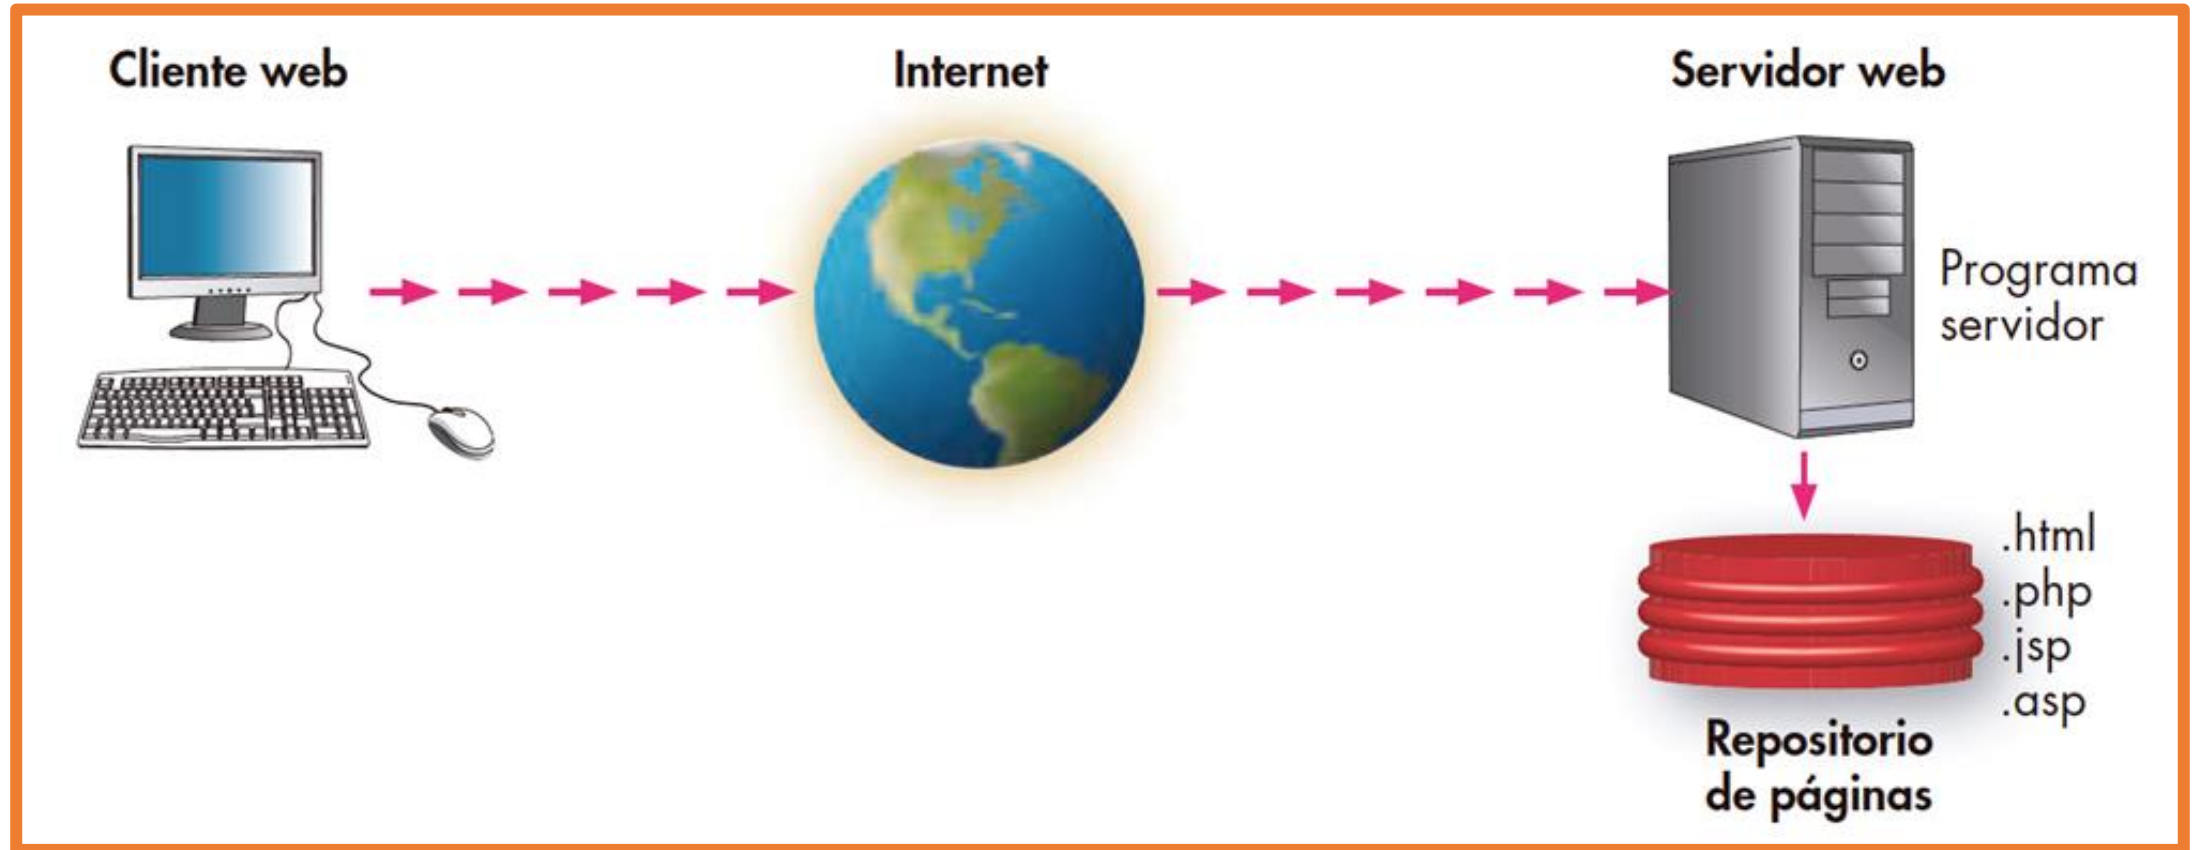 Cliente web
Internet
Servidor web
Programa
servidor
.html
.php
.jsp
.asp
Repositorio
de páginas